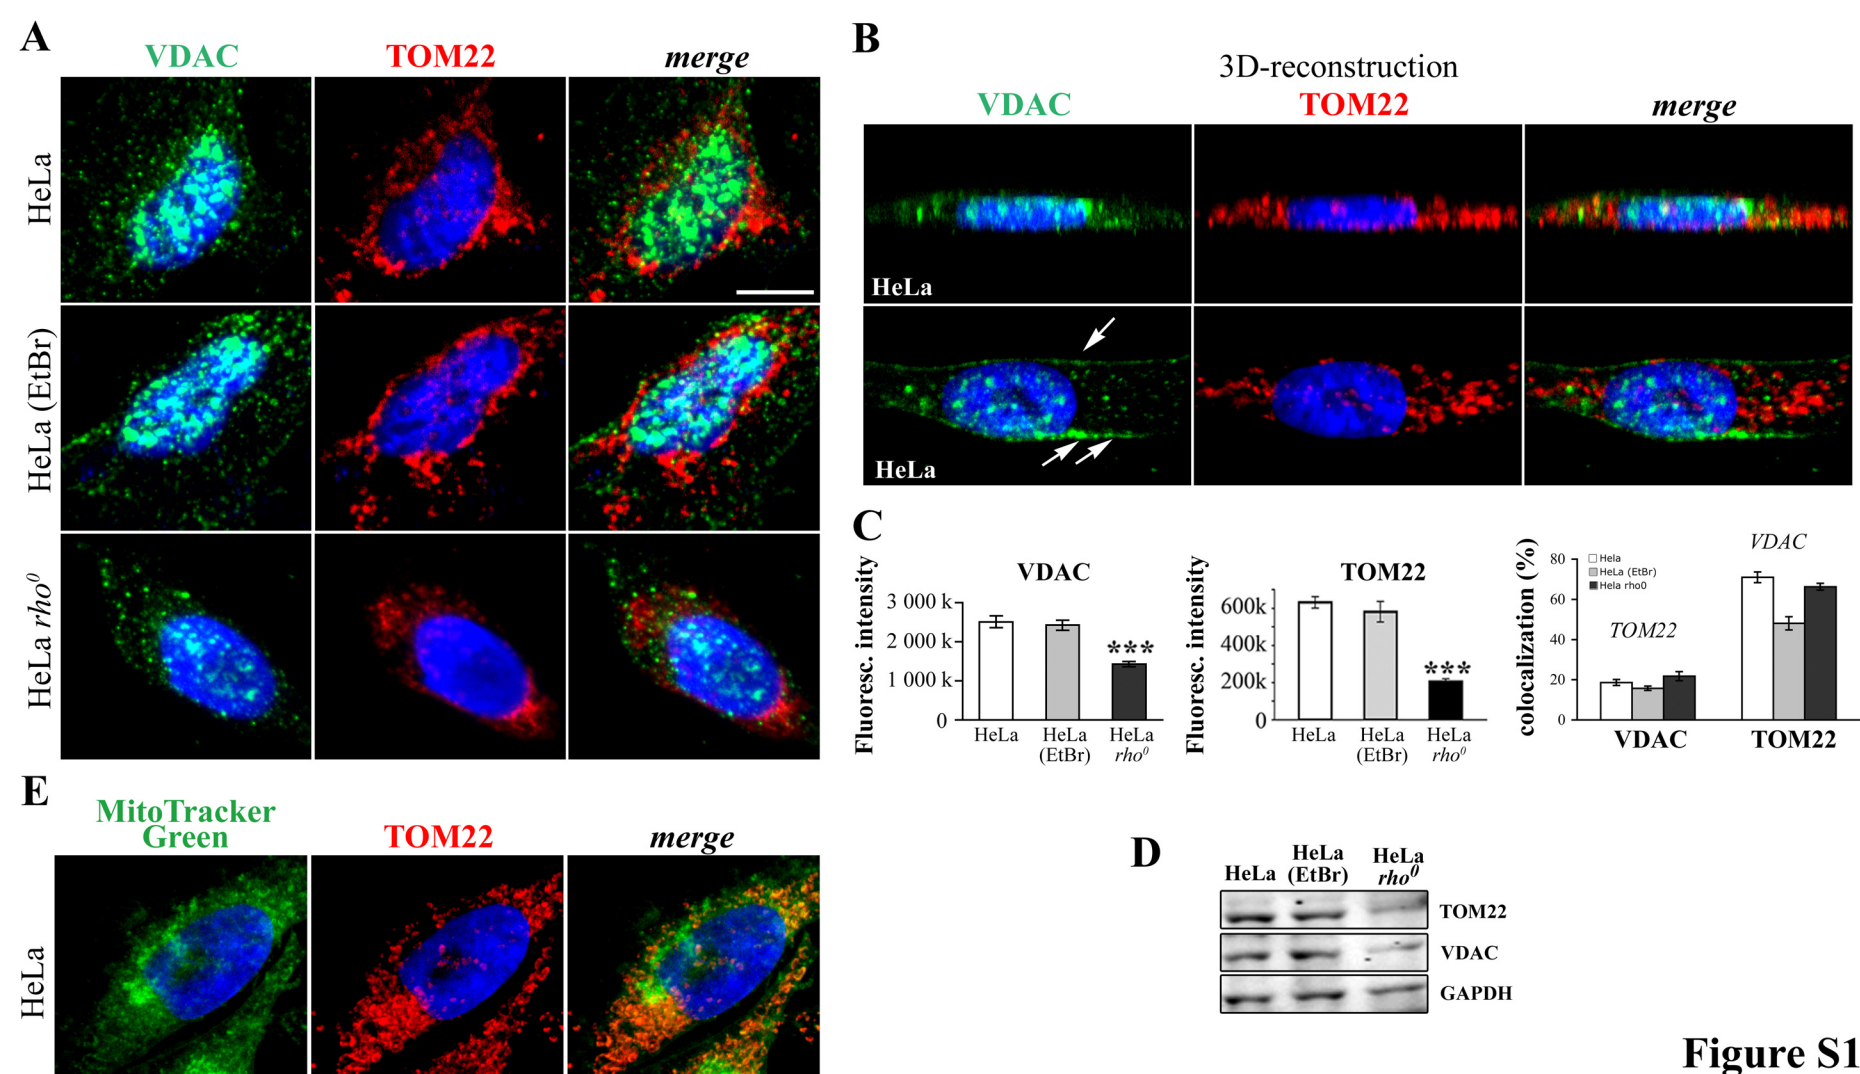 A
VDAC
TOM22
merge
HeLa
HeLa (EtBr)
HeLa rho⁰
B
3D-reconstruction
VDAC
TOM22
merge
HeLa
HeLa
C
Fluoresc. intensity
VDAC
3 000 k
2 000 k
1 000 k
0
***
HeLa
HeLa
(EtBr)
HeLa
rho⁰
Fluoresc. intensity
TOM22
600k
400k
200k
0
***
HeLa
HeLa
(EtBr)
HeLa
rho⁰
colocalization (%)
80
60
40
20
0
Hela
HeLa (EtBr)
Hela rho0
TOM22
VDAC
VDAC
TOM22
E
MitoTracker
Green
TOM22
merge
HeLa
D
HeLa
HeLa
(EtBr)
HeLa
rho⁰
TOM22
VDAC
GAPDH
Figure S1